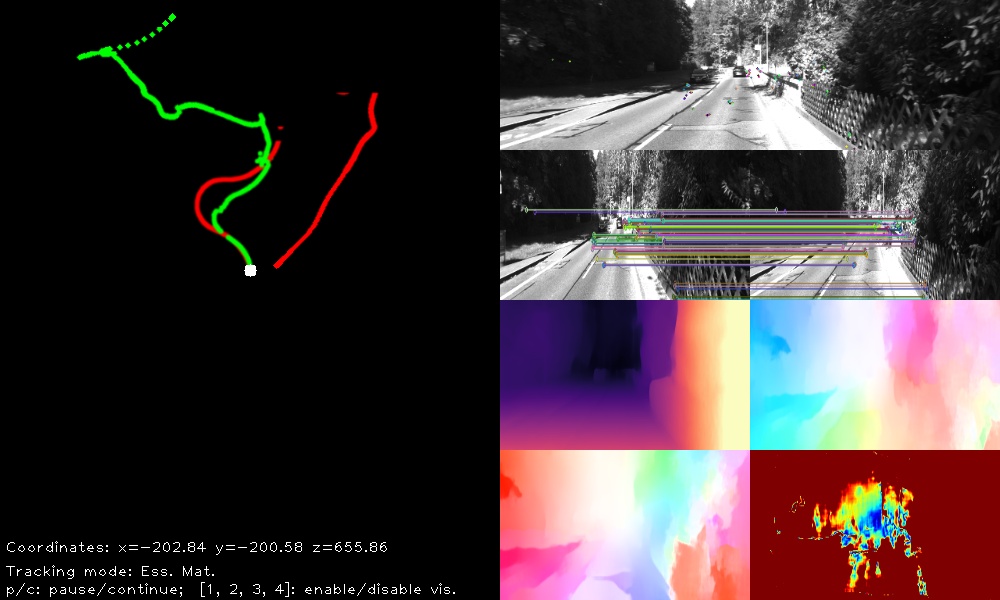 Coordinates: x=-202.84 y=-200.58 z=655.86
Tracking mode: Ess. Mat.
p/c: pause/continue; [1, 2, 3, 4]: enable/disable vis.